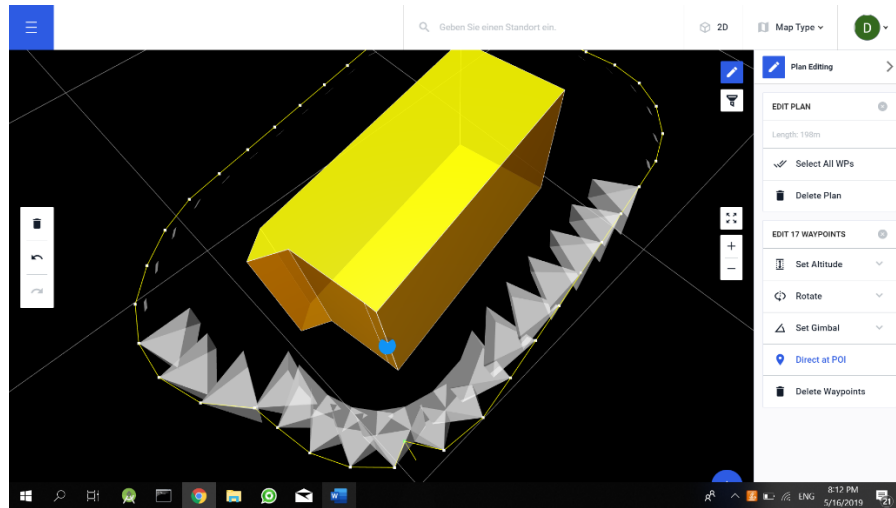 Geben Sie einen Standort ein.
2D
Map Type
D
Plan Editing
EDIT PLAN
Length: 198m
Select All WPs
Delete Plan
EDIT 17 WAYPOINTS
Set Altitude
Rotate
Set Gimbal
Direct at POI
Delete Waypoints
ENG
8:12 PM
5/16/2019
21